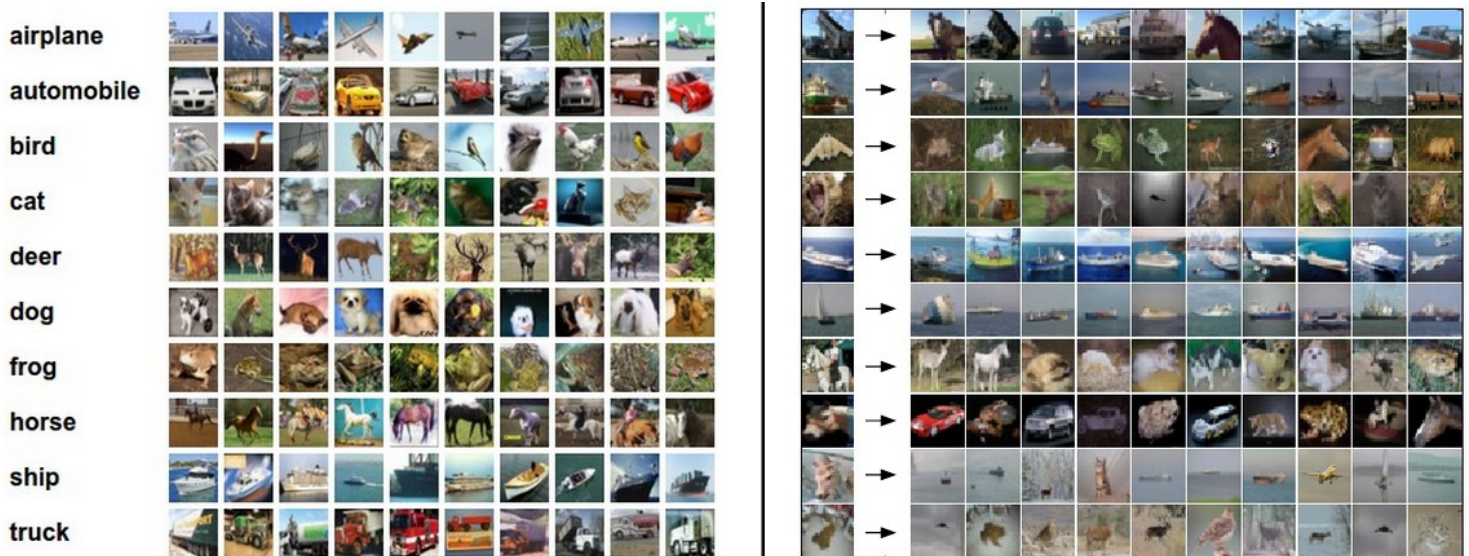 airplane
automobile
bird
cat
deer
dog
frog
horse
ship
truck